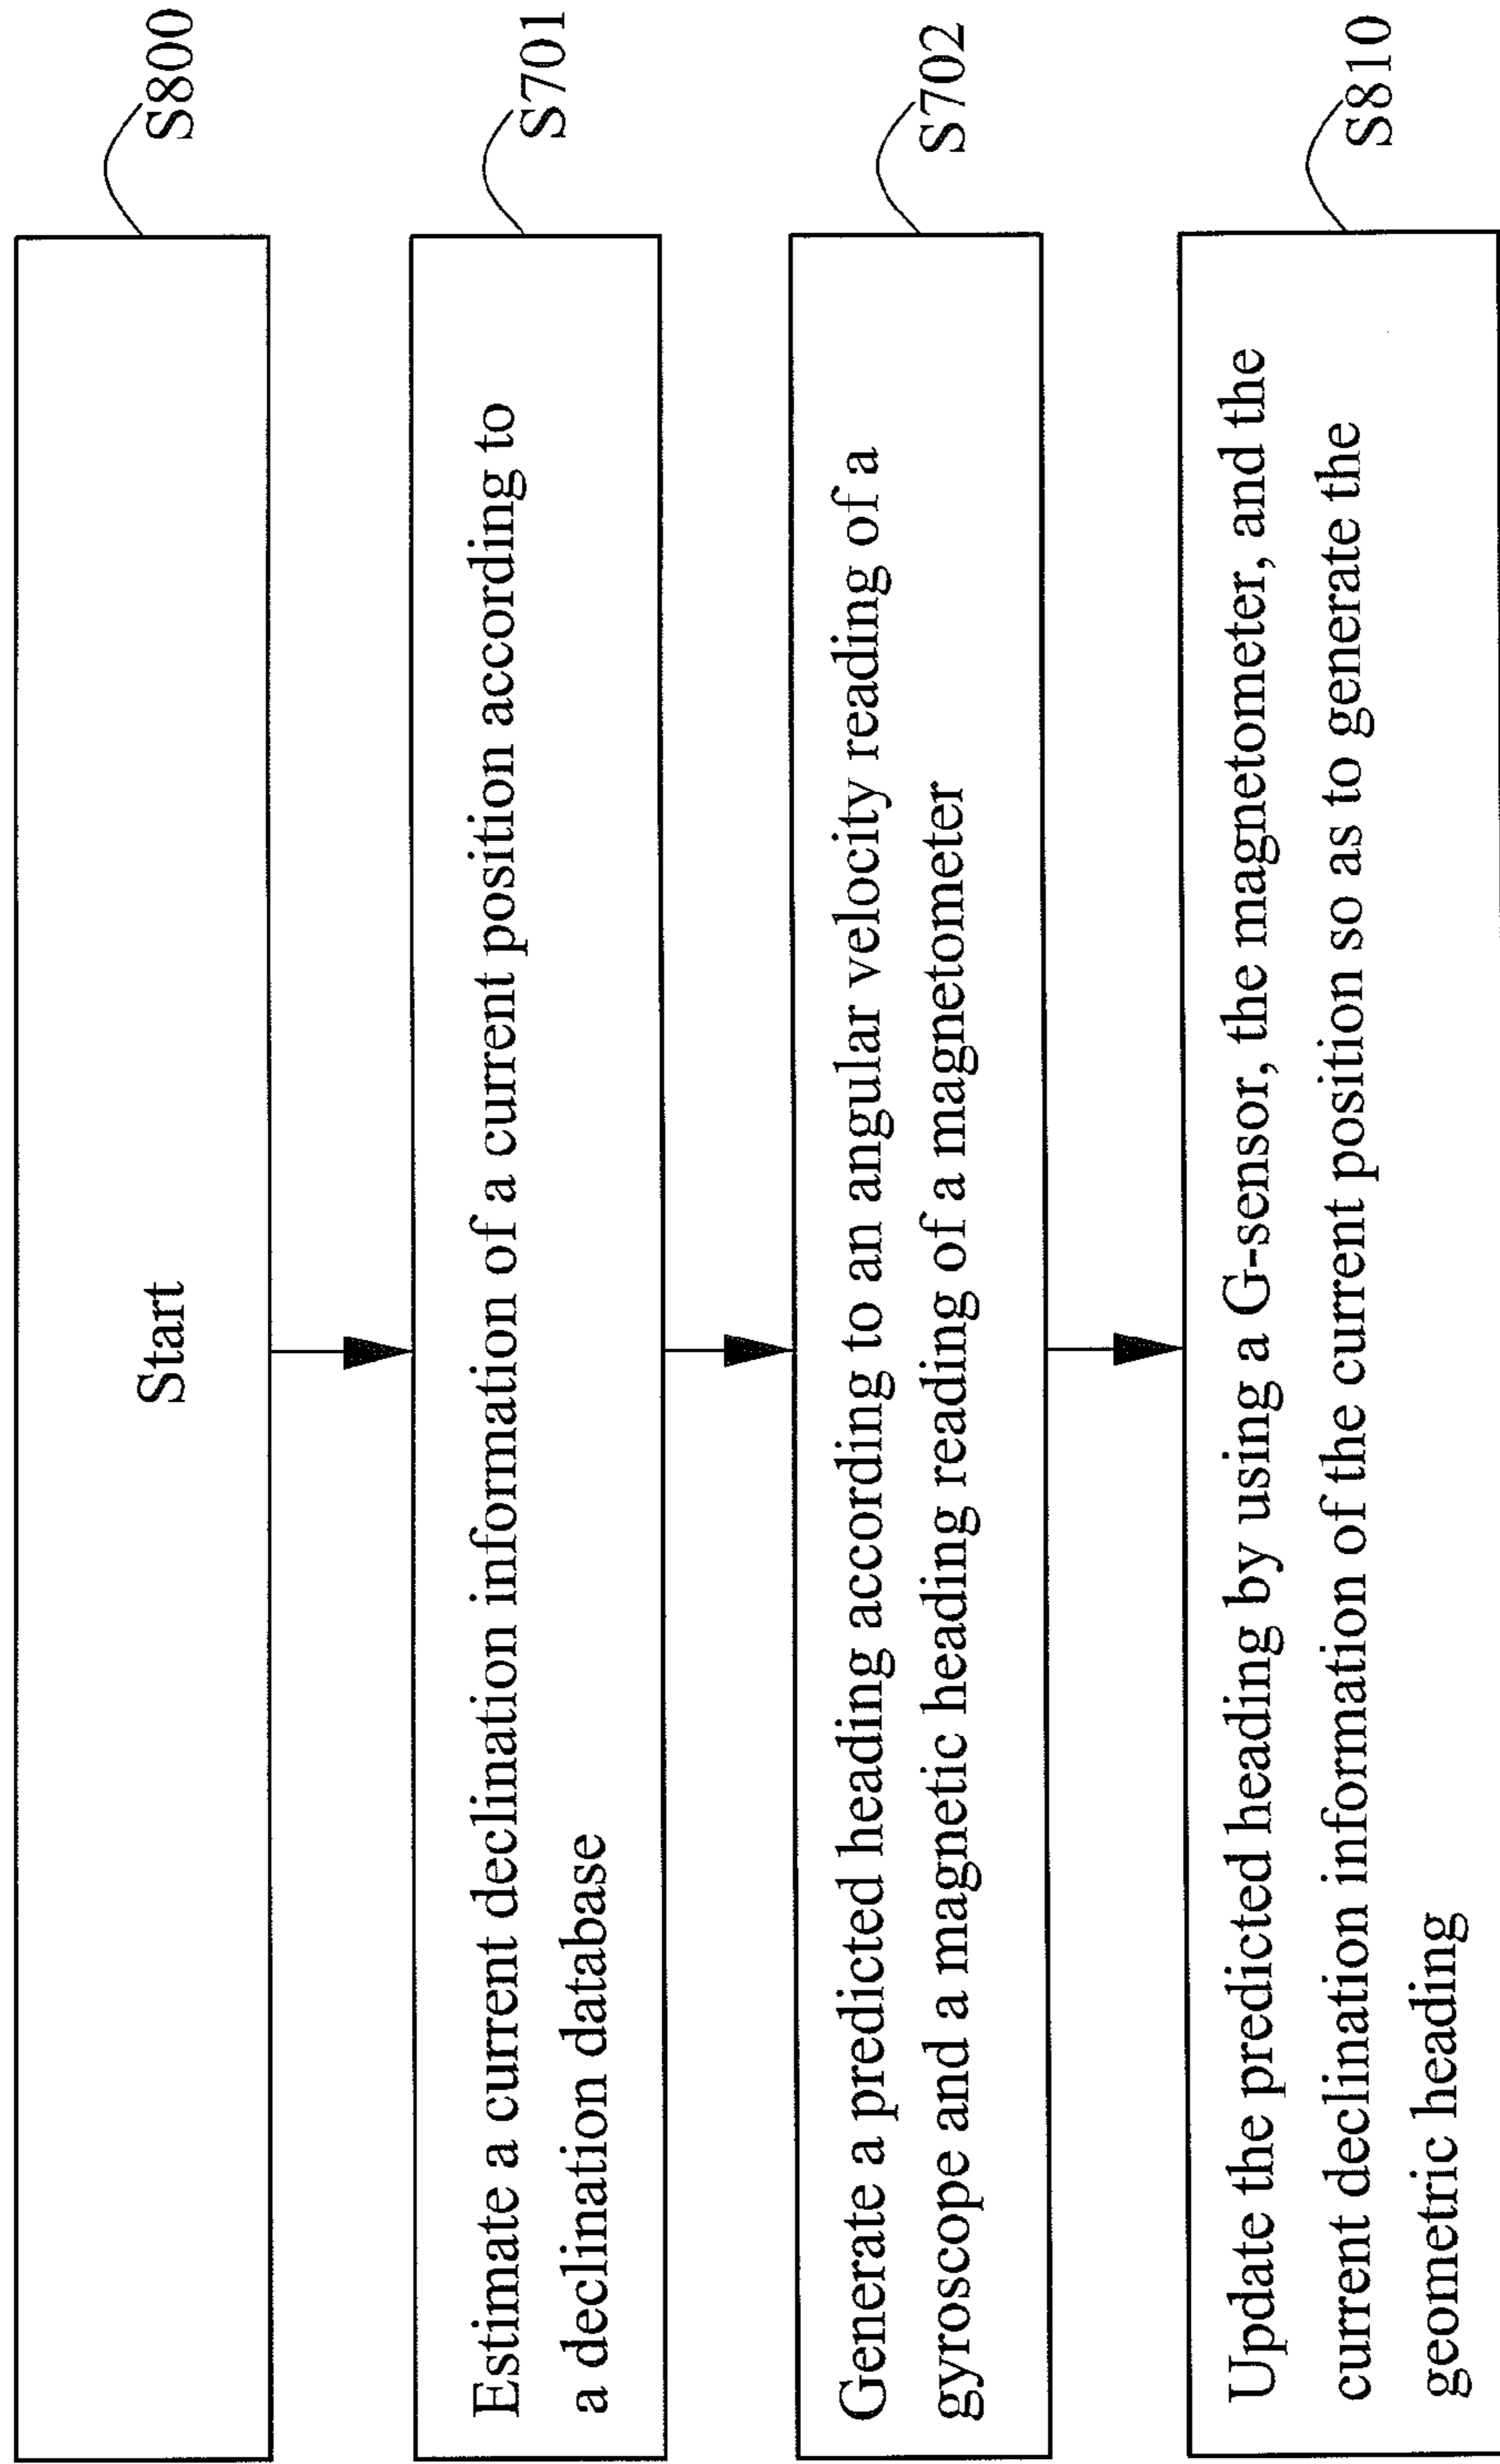 Start
S800
Estimate a current declination information of a current position according to
a declination database
S701
Generate a predicted heading according to an angular velocity reading of a
gyroscope and a magnetic heading reading of a magnetometer
S702
Update the predicted heading by using a G-sensor, the magnetometer, and the
current declination information of the current position so as to generate the
geometric heading
S810